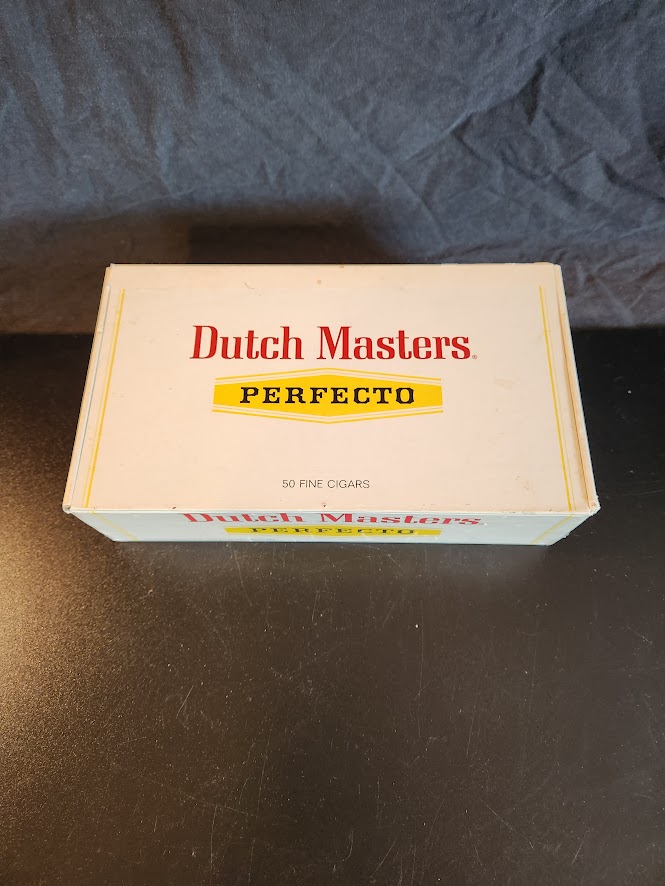 Dutch Masters®
PERFECTO
50 FINE CIGARS
Dutch Masters
PERFECTO